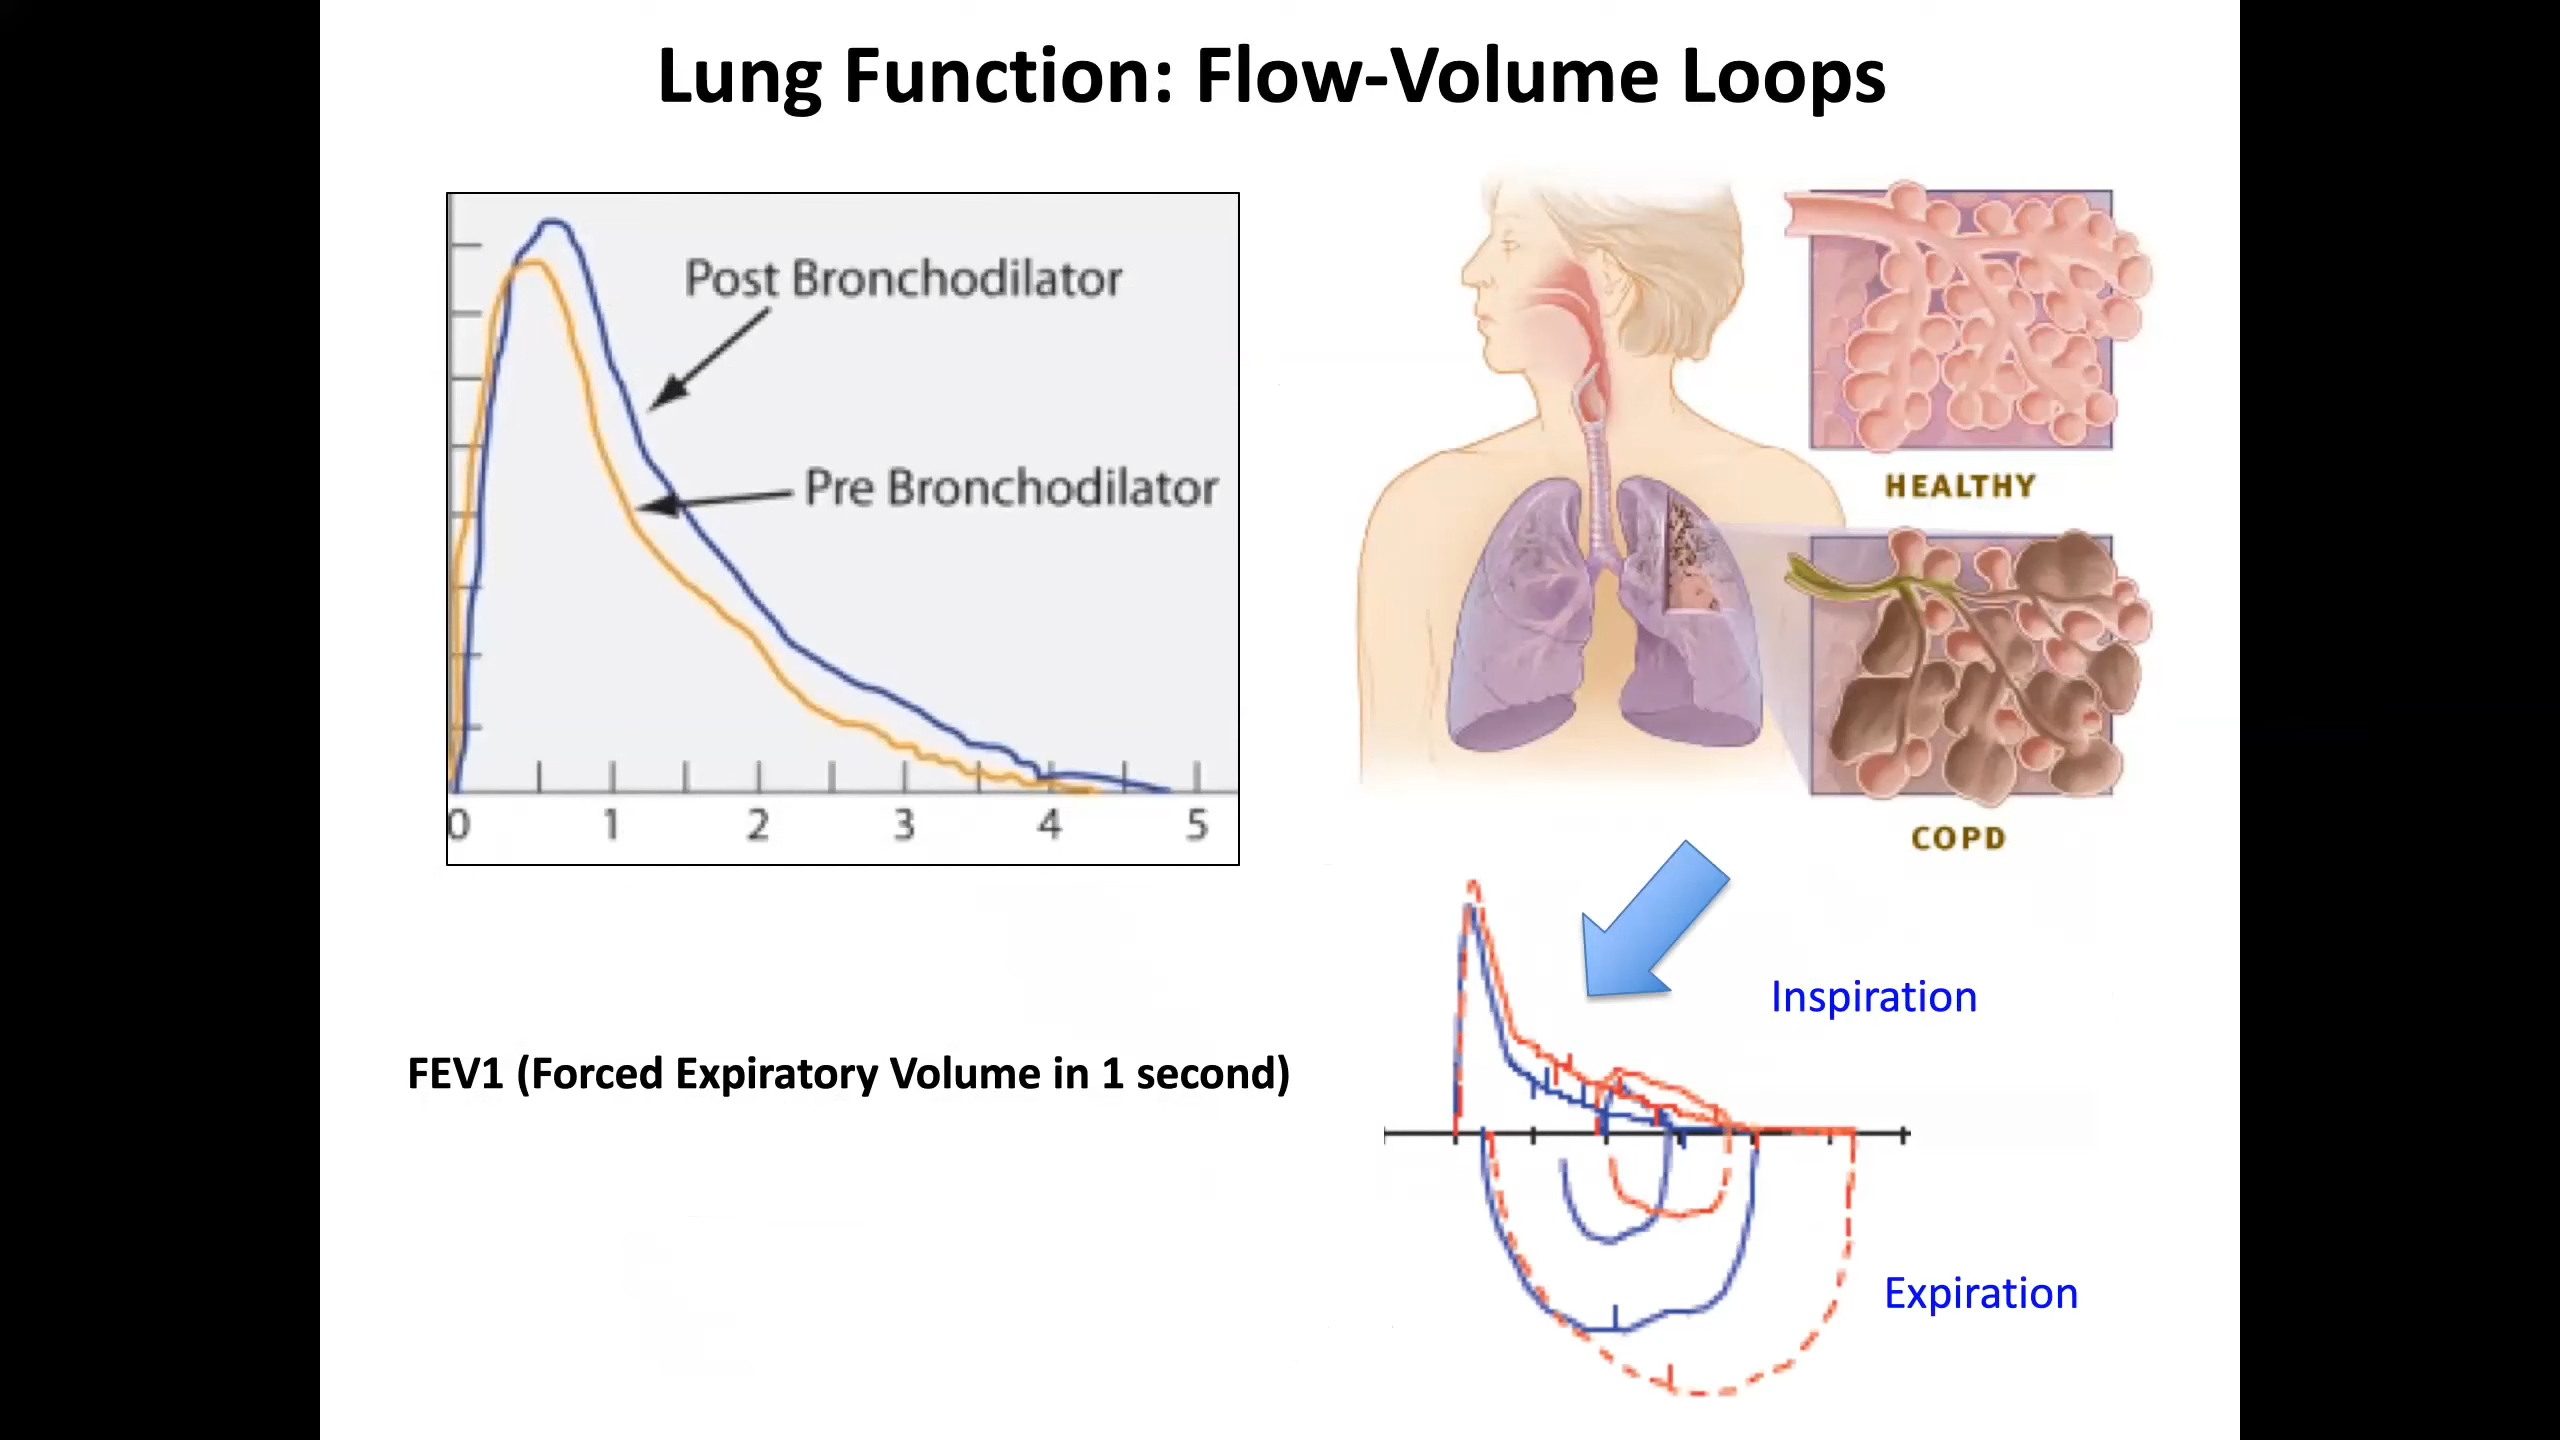 Lung Function: Flow-Volume Loops
Post Bronchodilator
Pre Bronchodilator
0 1 2 3 4 5
HEALTHY
COPD
Inspiration
FEV1 (Forced Expiratory Volume in 1 second)
Expiration